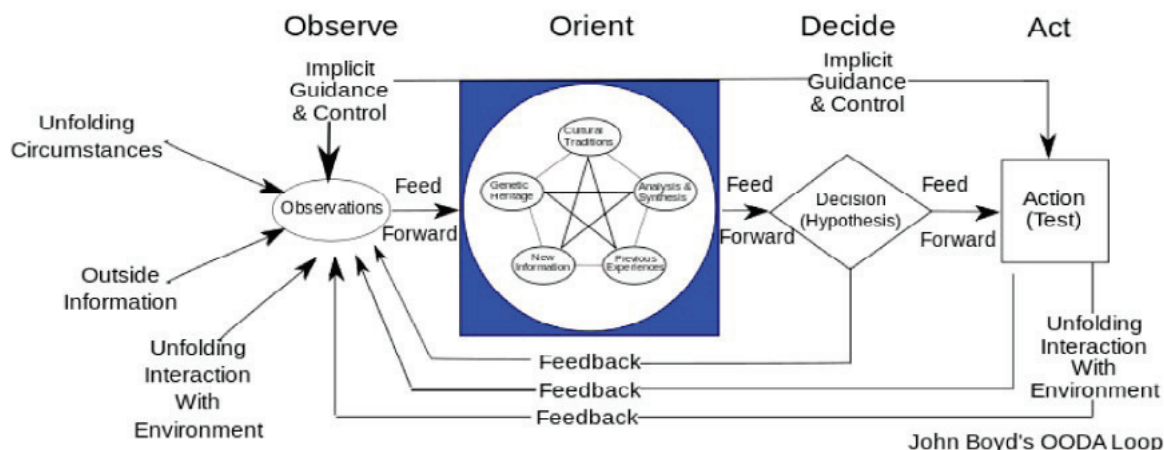 Observe
Orient
Decide
Act
Implicit
Guidance
& Control
Implicit
Guidance
& Control
Unfolding
Circumstances
Observations
Outside
Information
Unfolding
Interaction
With
Environment
Feed
Forward
Cultural
Traditions
Genetic
Heritage
Analysis &
Synthesis
New
Information
Previous
Experiences
Feed
Forward
Decision
(Hypothesis)
Feed
Forward
Action
(Test)
Unfolding
Interaction
With
Environment
Feedback
Feedback
Feedback
John Boyd's OODA Loop